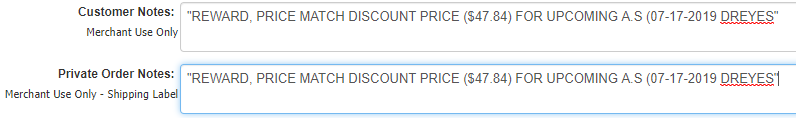 Customer Notes: "REWARD, PRICE MATCH DISCOUNT PRICE ($47.84) FOR UPCOMING A.S (07-17-2019 DREYES"
Merchant Use Only
Private Order Notes: "REWARD, PRICE MATCH DISCOUNT PRICE ($47.84) FOR UPCOMING A.S (07-17-2019 DREYES"
Merchant Use Only - Shipping Label